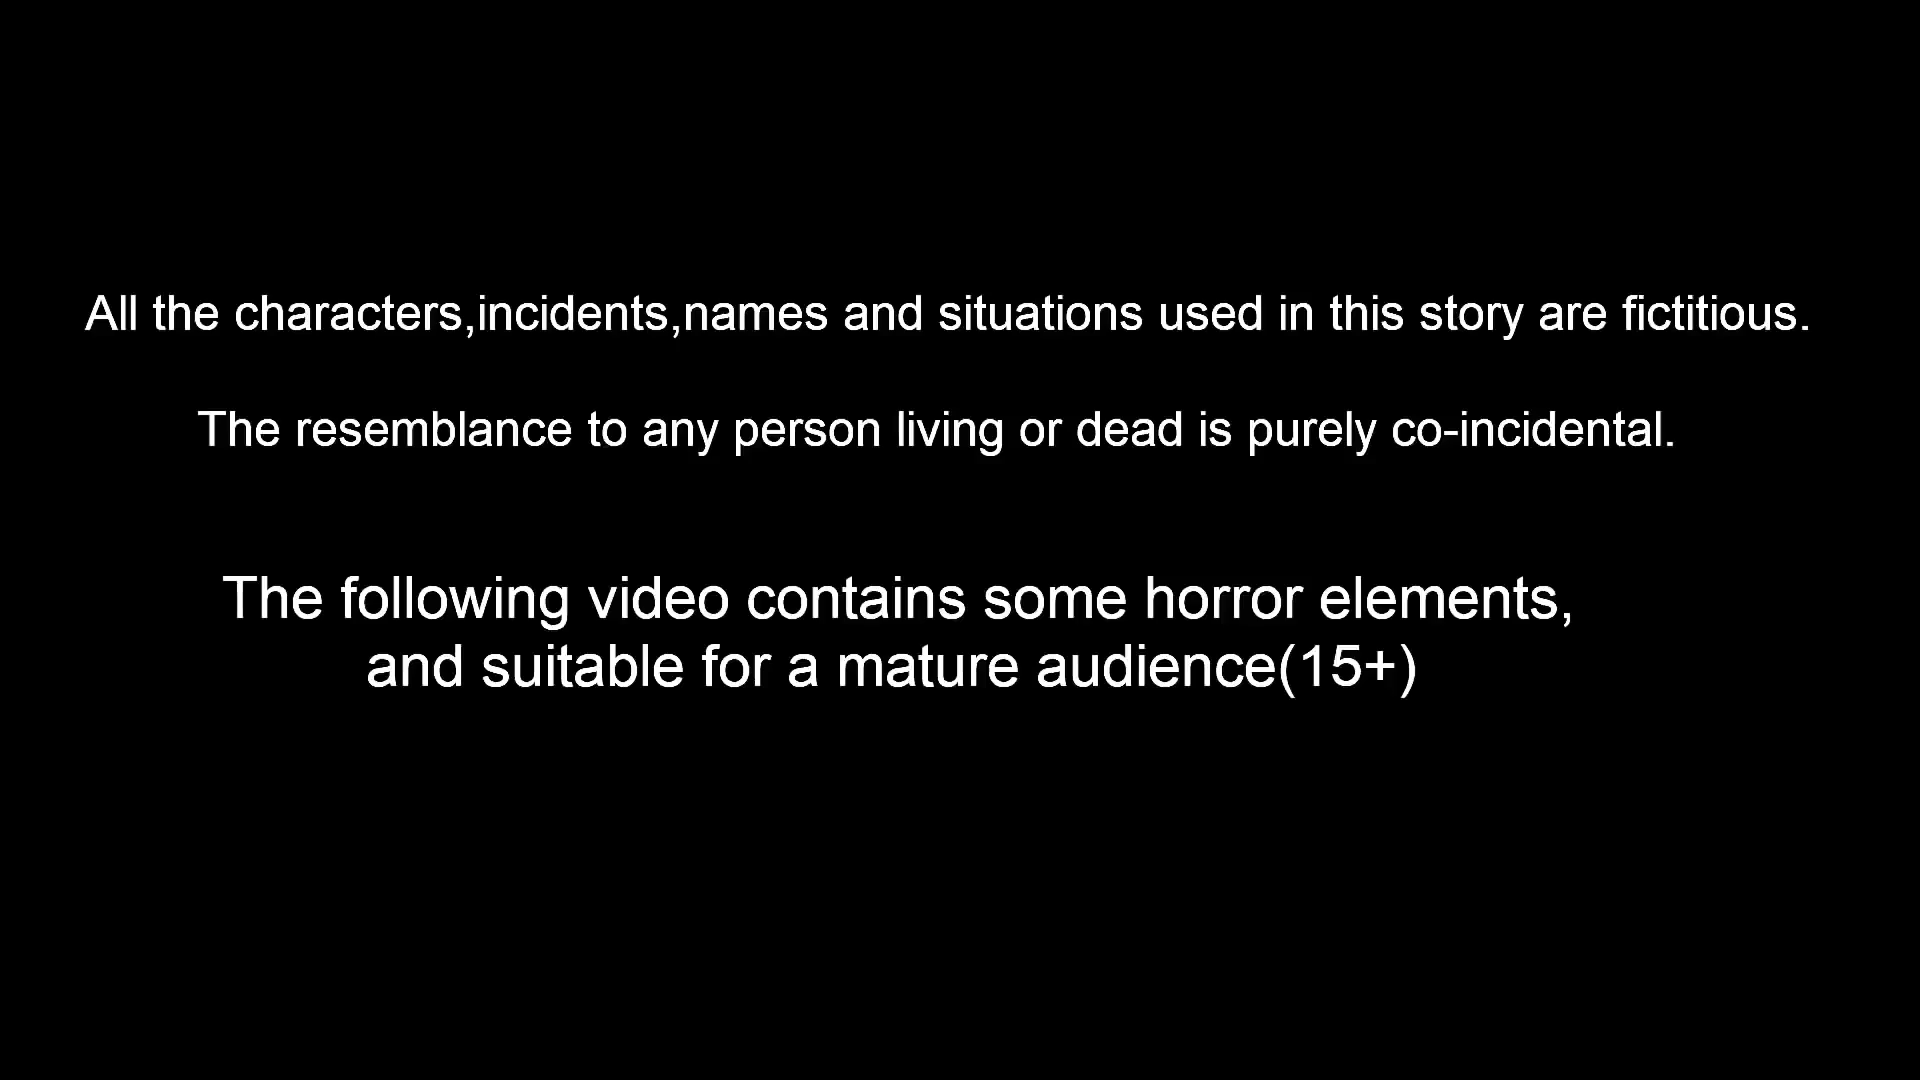 All the characters,incidents,names and situations used in this story are fictitious.
The resemblance to any person living or dead is purely co-incidental.
The following video contains some horror elements,
and suitable for a mature audience(15+)